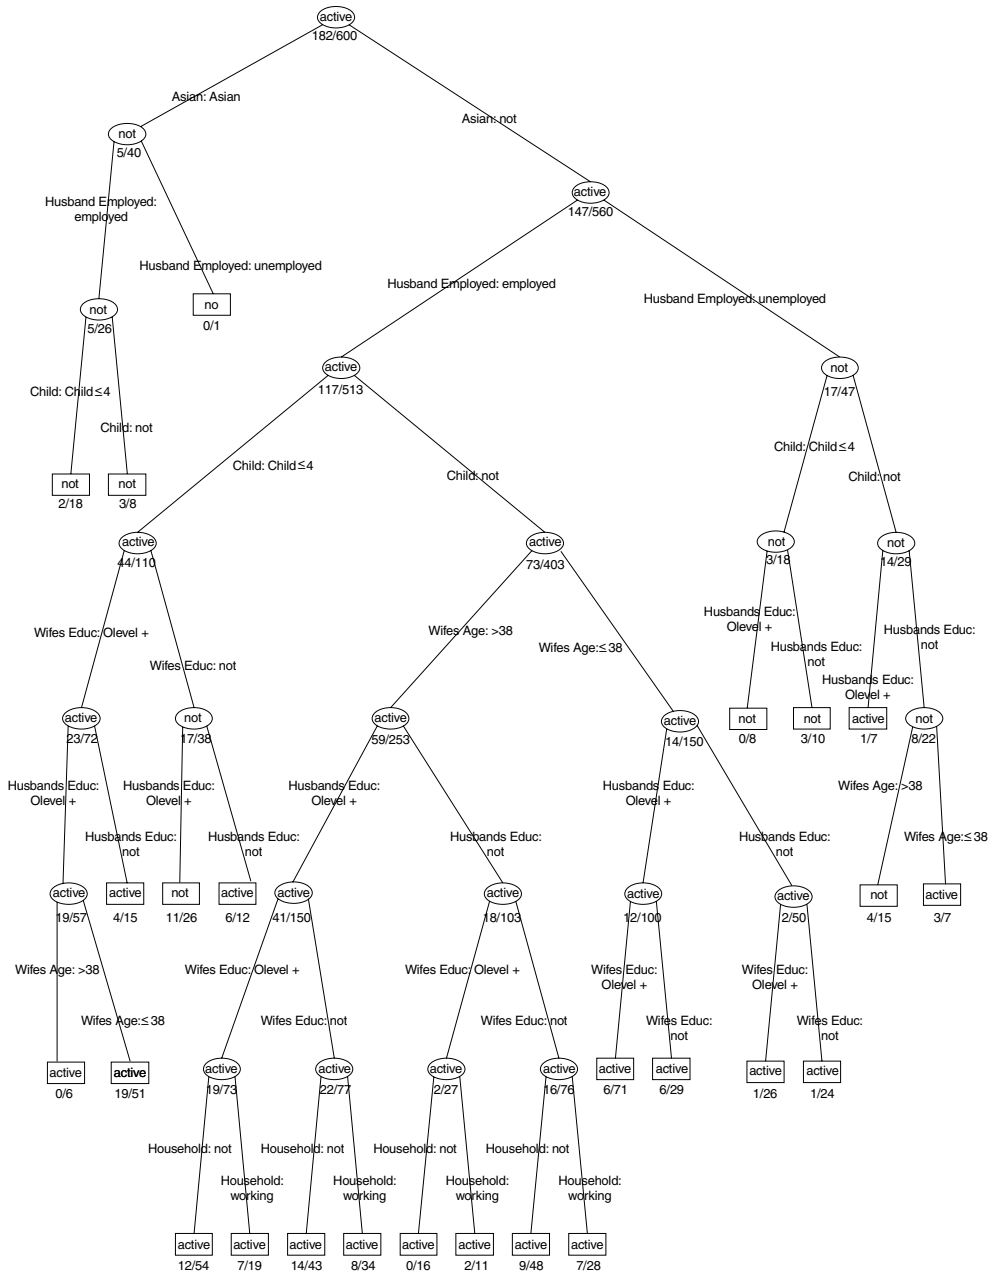 active
182/600
Asian: Asian
Asian: not
not
5/40
active
147/560
Husband Employed:
employed
Husband Employed: unemployed
Husband Employed: employed
Husband Employed: unemployed
not
5/26
no
0/1
active
117/513
not
17/47
Child: Child≤4
Child: not
Child: Child≤4
Child: not
Child: Child≤4
Child: not
not
2/18
not
3/8
active
44/110
active
73/403
not
3/18
not
14/29
Wifes Educ: Olevel +
Wifes Educ: not
Wifes Age: >38
Wifes Age:≤38
Husbands Educ:
Olevel +
Husbands Educ:
not
Husbands Educ:
Olevel +
Husbands Educ:
not
active
23/72
not
17/38
active
59/253
active
14/150
not
0/8
not
3/10
active
1/7
not
8/22
Husbands Educ:
Olevel +
Husbands Educ:
not
Husbands Educ:
Olevel +
Husbands Educ:
not
Husbands Educ:
Olevel +
Husbands Educ:
not
Husbands Educ:
Olevel +
Husbands Educ:
not
Wifes Age: >38
Wifes Age:≤38
active
19/57
active
4/15
not
11/26
active
6/12
active
41/150
active
18/103
active
12/100
active
2/50
not
4/15
active
3/7
Wifes Age: >38
Wifes Age:≤38
Wifes Educ: Olevel +
Wifes Educ: not
Wifes Educ: Olevel +
Wifes Educ: not
Wifes Educ:
Olevel +
Wifes Educ:
not
Wifes Educ:
Olevel +
Wifes Educ:
not
active
0/6
active
19/51
active
19/73
active
22/77
active
2/27
active
16/76
active
6/71
active
6/29
active
1/26
active
1/24
Household: not
Household:
working
Household: not
Household:
working
Household: not
Household:
working
Household: not
Household:
working
active
12/54
active
7/19
active
14/43
active
8/34
active
0/16
active
2/11
active
9/48
active
7/28